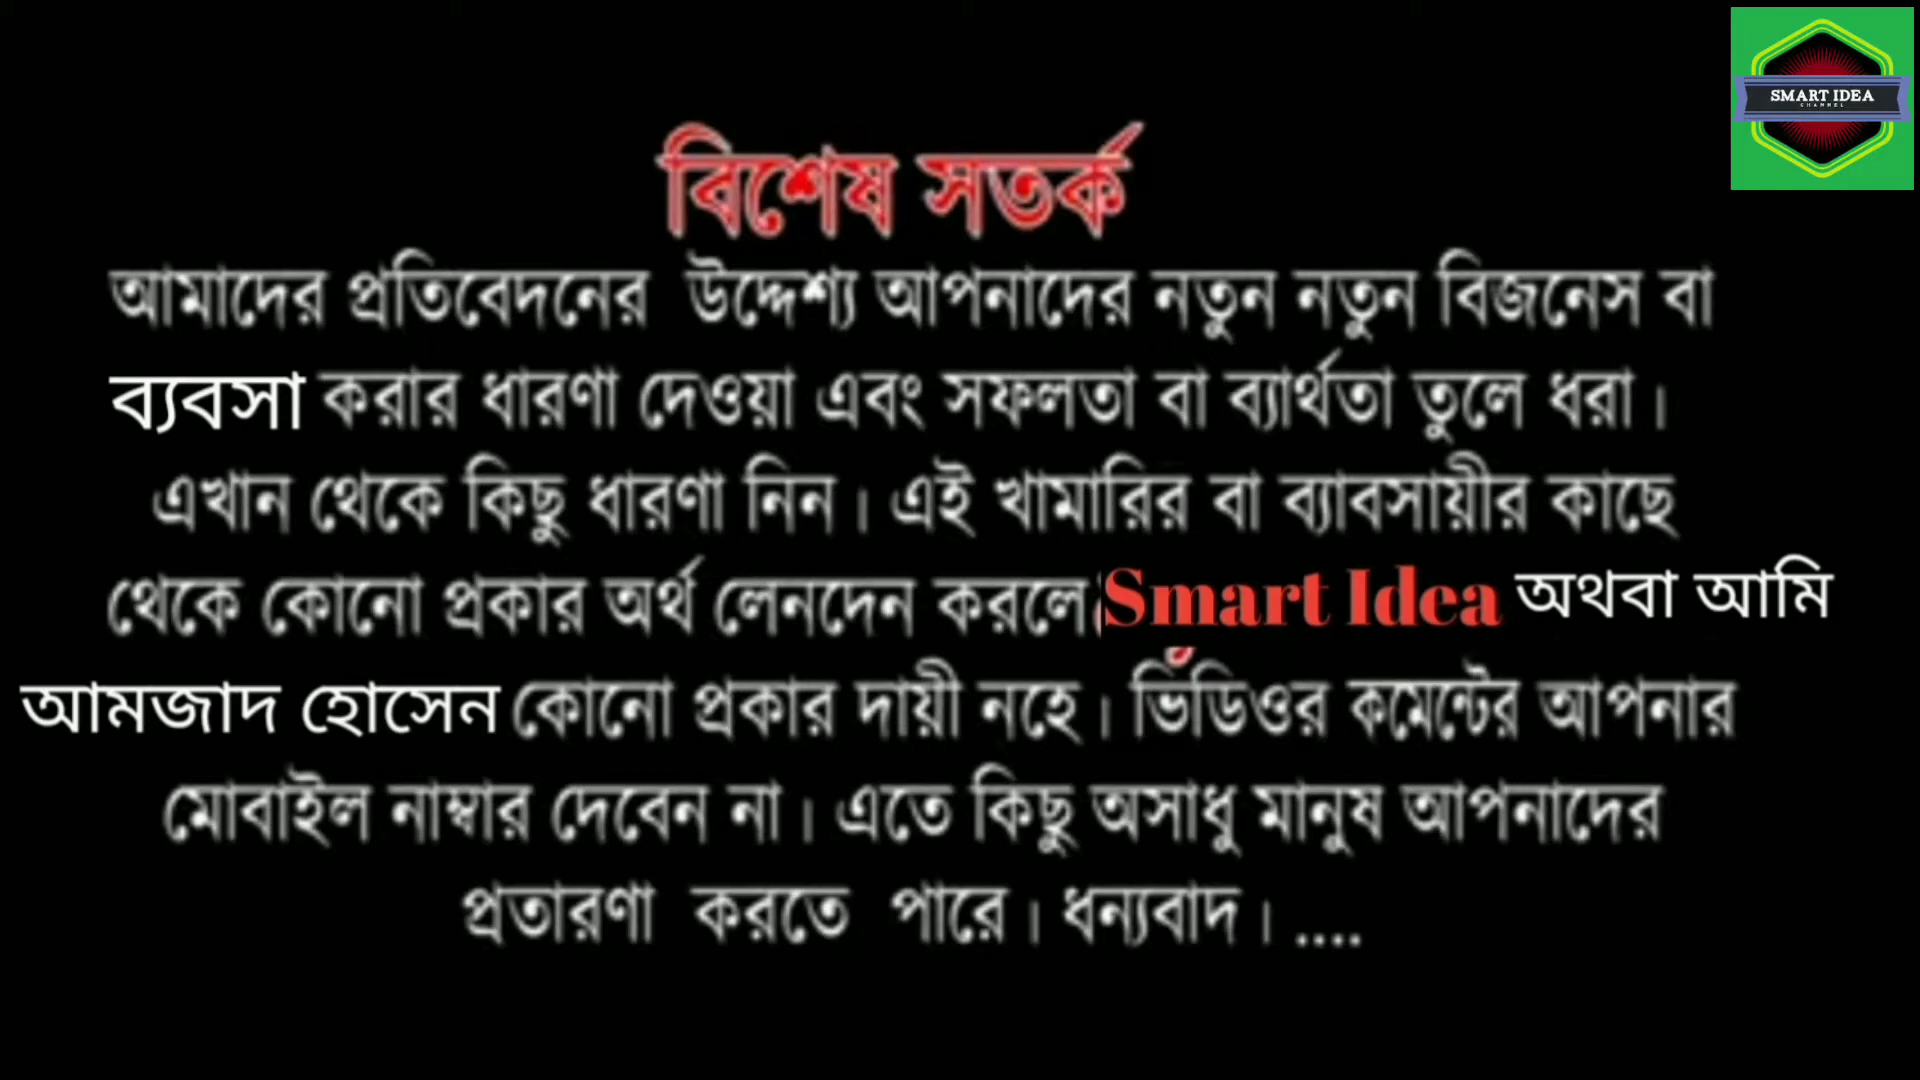 SMART IDEA
CHANNEL
বিশেষ সতর্ক
আমাদের প্রতিবেদনের উদ্দেশ্য আপনাদের নতুন নতুন বিজনেস বা
ব্যবসা করার ধারণা দেওয়া এবং সফলতা বা ব্যার্থতা তুলে ধরা।
এখান থেকে কিছু ধারণা নিন। এই খামারির বা ব্যাবসায়ীর কাছে
থেকে কোনো প্রকার অর্থ লেনদেন করলে Smart Idea অথবা আমি
আমজাদ হোসেন কোনো প্রকার দায়ী নহে। ভিডিওর কমেন্টের আপনার
মোবাইল নাম্বার দেবেন না। এতে কিছু অসাধু মানুষ আপনাদের
প্রতারণা করতে পারে। ধন্যবাদ। ....